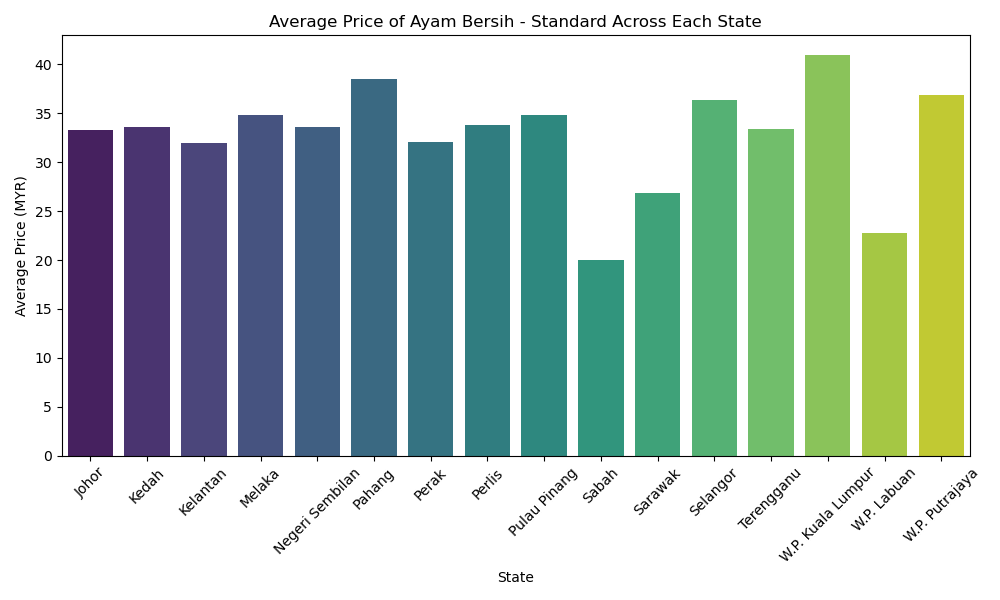 Average Price of Ayam Bersih - Standard Across Each State
Average Price (MYR)
40
35
30
25
20
15
10
5
0
Johor
Kedah
Kelantan
Melaka
Negeri Sembilan
Pahang
Perak
Perlis
Pulau Pinang
Sabah
Sarawak
Selangor
Terengganu
W.P. Kuala Lumpur
W.P. Labuan
W.P. Putrajaya
State